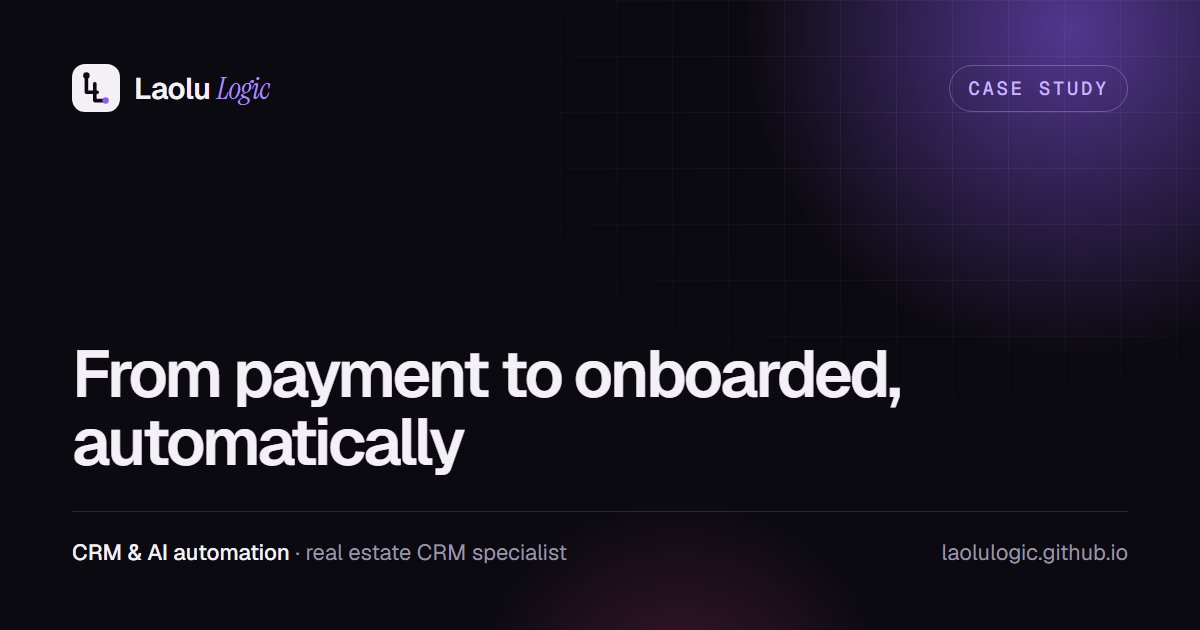 Laolu Logic
CASE STUDY
From payment to onboarded,
automatically
CRM & AI automation · real estate CRM specialist
laolulogic.github.io